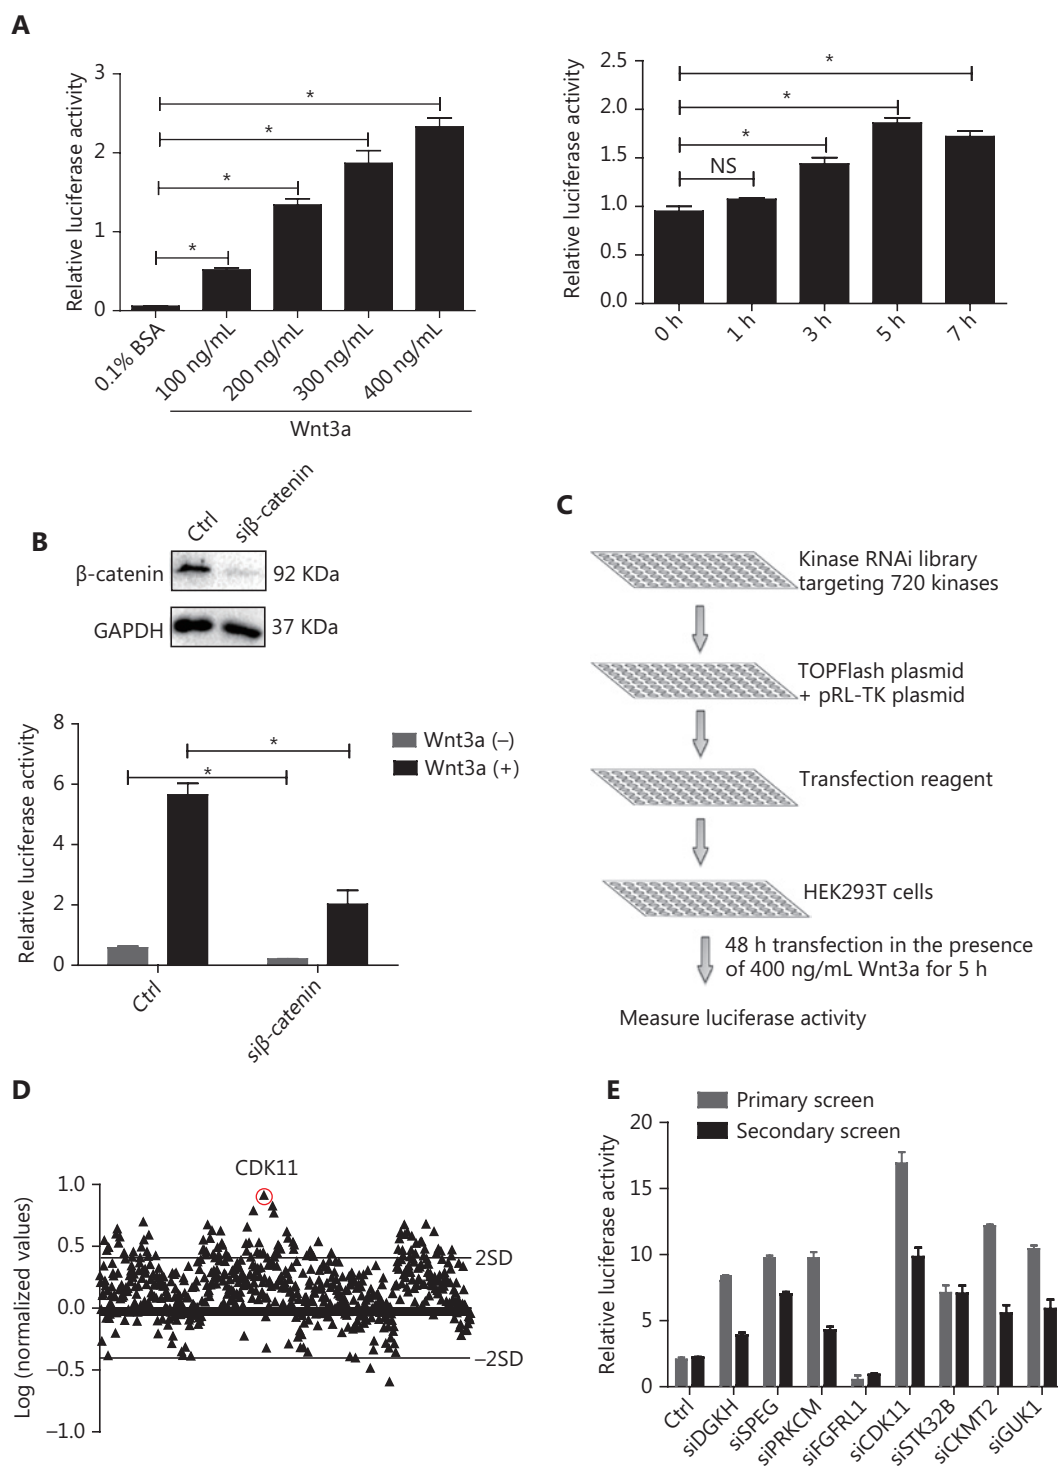 A
Relative luciferase activity
3
2
1
0
*
*
*
*
0.1% BSA
100 ng/mL
200 ng/mL
300 ng/mL
400 ng/mL
Wnt3a
Relative luciferase activity
2.5
2.0
1.5
1.0
0.5
0.0
*
*
*
NS
0 h
1 h
3 h
5 h
7 h
B
Ctrl
siβ-catenin
β-catenin
92 KDa
GAPDH
37 KDa
Relative luciferase activity
8
6
4
2
0
*
*
Wnt3a (–)
Wnt3a (+)
Ctrl
siβ-catenin
C
Kinase RNAi library
targeting 720 kinases
TOPFlash plasmid
+ pRL-TK plasmid
Transfection reagent
HEK293T cells
48 h transfection in the presence
of 400 ng/mL Wnt3a for 5 h
Measure luciferase activity
D
Log (normalized values)
1.0
0.5
0.0
–0.5
–1.0
CDK11
2SD
–2SD
E
Primary screen
Secondary screen
Relative luciferase activity
20
15
10
5
0
Ctrl
siDGKH
siSPEG
siPRKCM
siFGFRL1
siCDK11
siSTK32B
siCKMT2
siGUK1